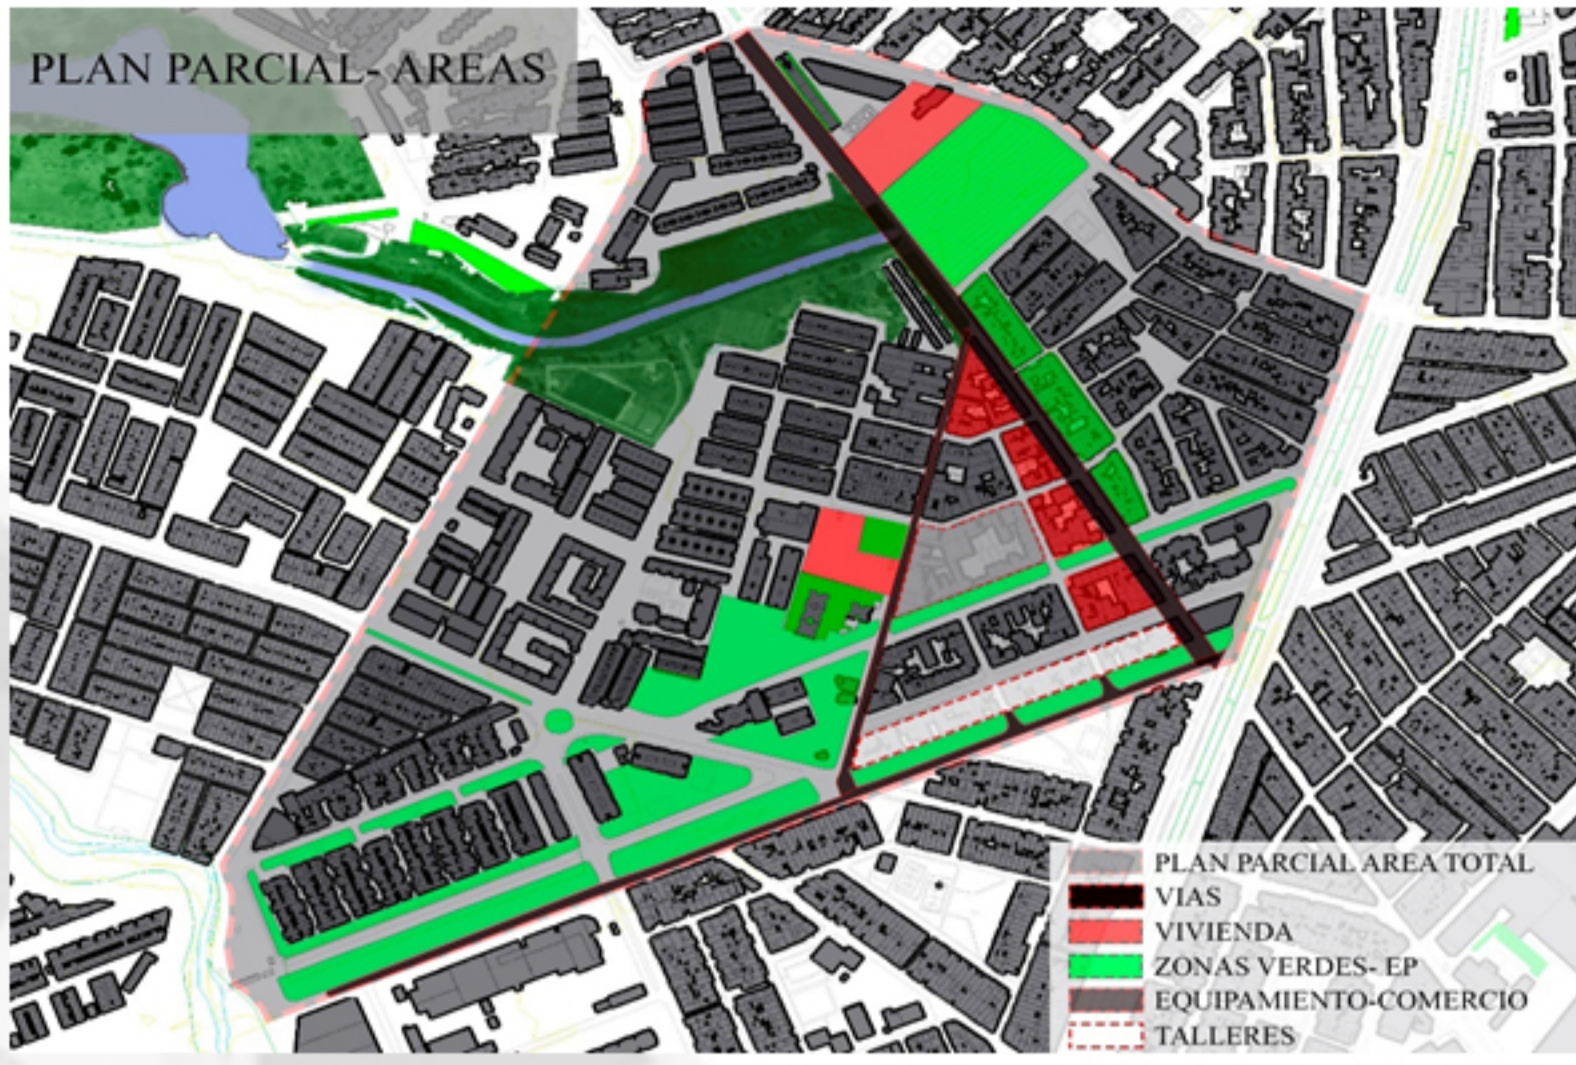 PLAN PARCIAL- AREAS
PLAN PARCIAL AREA TOTAL
VIAS
VIVIENDA
ZONAS VERDES- EP
EQUIPAMIENTO-COMERCIO
TALLERES